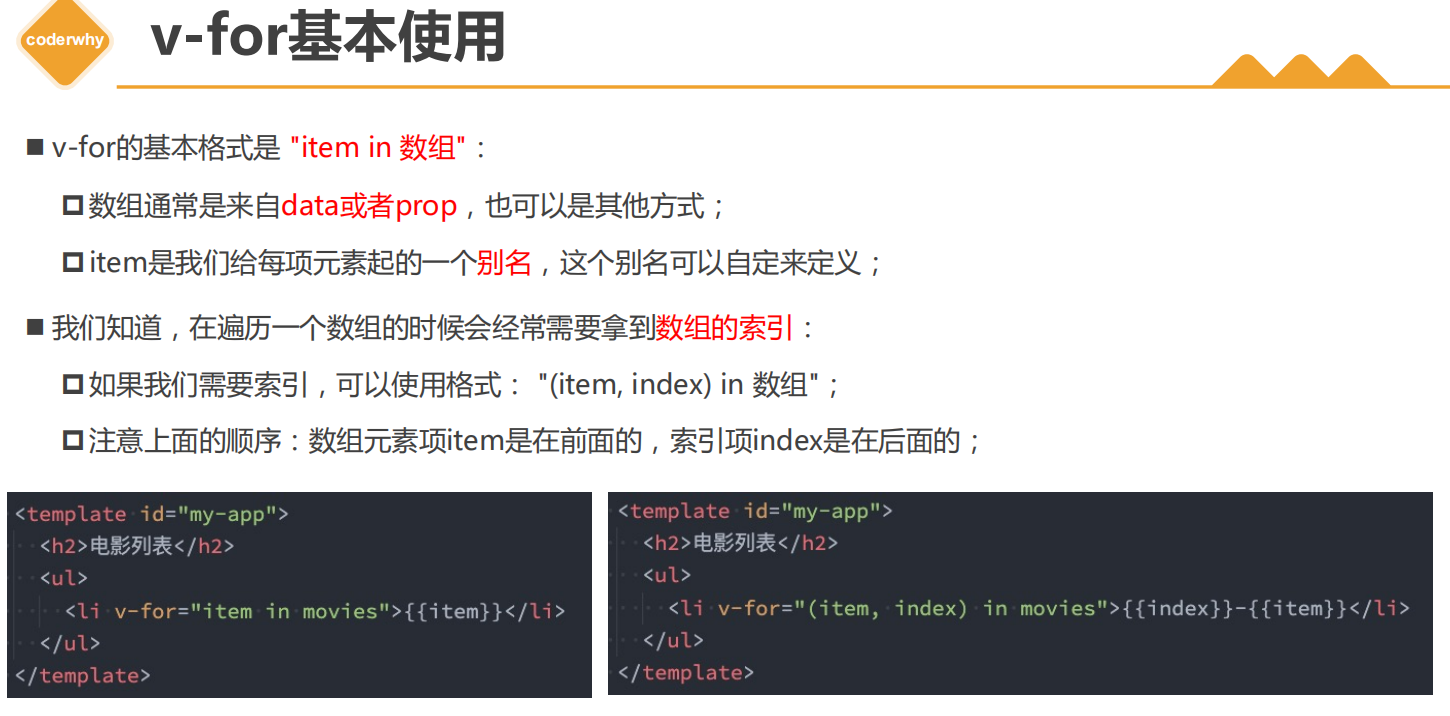 coderwhy
v-for基本使用
v-for的基本格式是 "item in 数组"：
数组通常是来自data或者prop，也可以是其他方式；
item是我们给每项元素起的一个别名，这个别名可以自定来定义；
我们知道，在遍历一个数组的时候会经常需要拿到数组的索引：
如果我们需要索引，可以使用格式： "(item, index) in 数组"；
注意上面的顺序：数组元素项item是在前面的，索引项index是在后面的；
<template id="my-app">
  <h2>电影列表</h2>
  <ul>
    <li v-for="item in movies">{{item}}</li>
  </ul>
</template>
<template id="my-app">
  <h2>电影列表</h2>
  <ul>
    <li v-for="(item, index) in movies">{{index}}-{{item}}</li>
  </ul>
</template>